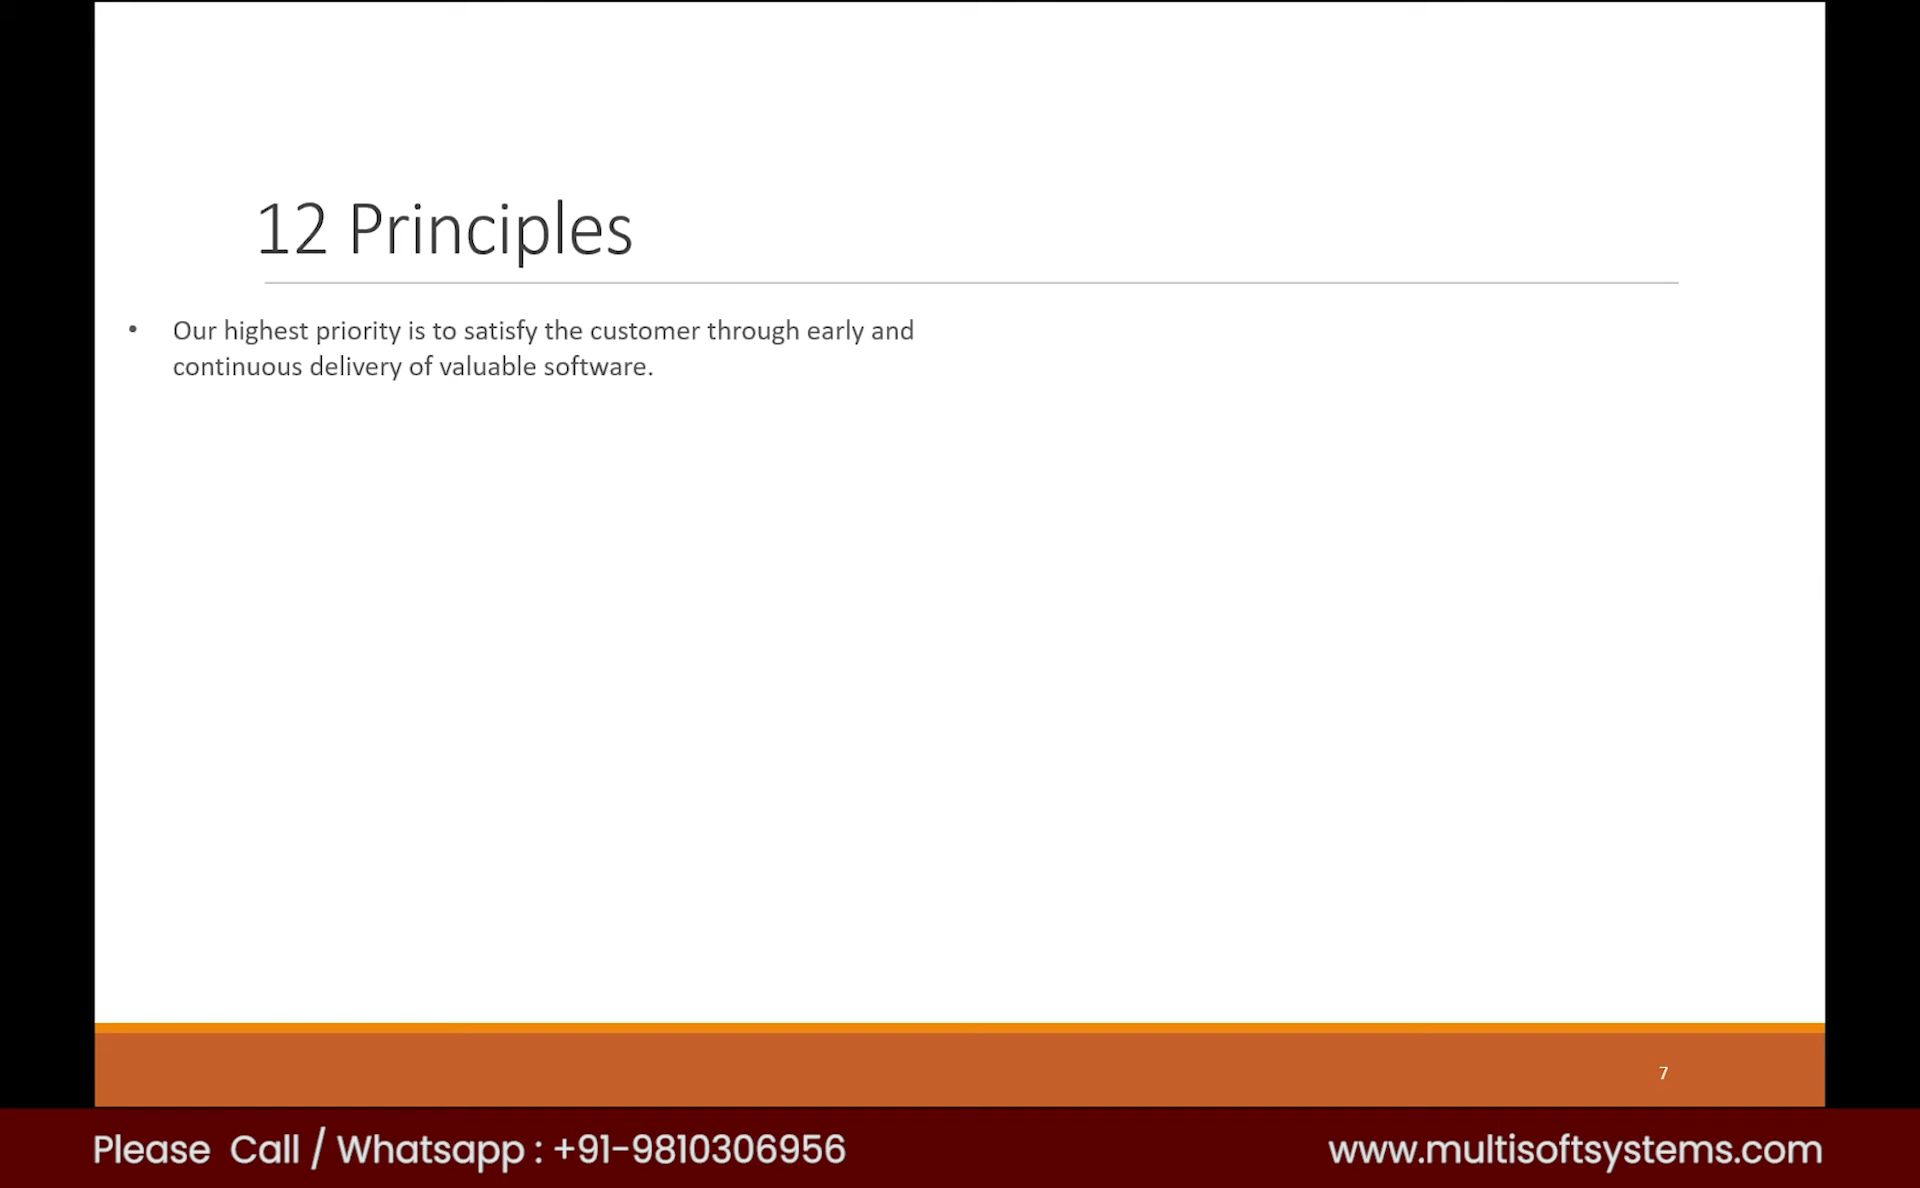 12 Principles
• Our highest priority is to satisfy the customer through early and
continuous delivery of valuable software.
7
Please Call / Whatsapp : +91-9810306956
www.multisoftsystems.com